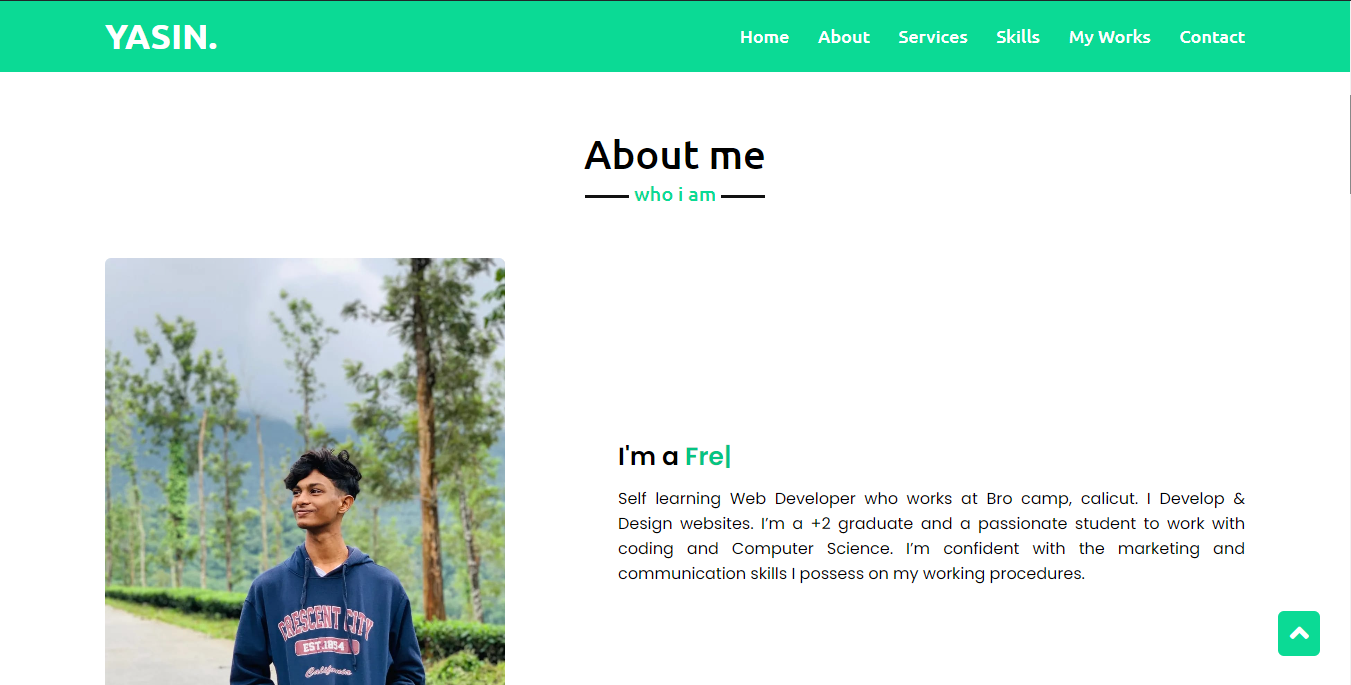 YASIN.
Home About Services Skills My Works Contact
About me
who i am
I'm a Fre|
Self learning Web Developer who works at Bro camp, calicut. I Develop &
Design websites. I’m a +2 graduate and a passionate student to work with
coding and Computer Science. I’m confident with the marketing and
communication skills I possess on my working procedures.
CRESCENT CITY
EST.1854
California